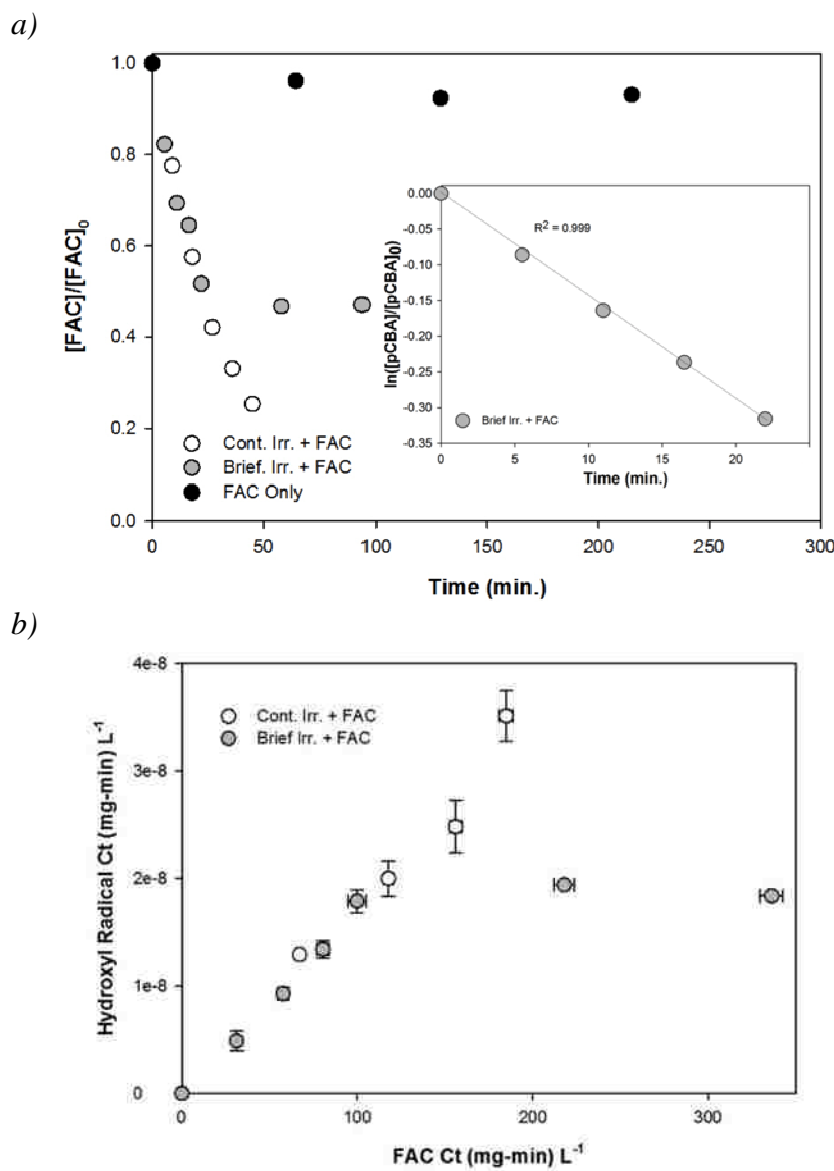 a)
1.0
0.8
0.6
0.4
0.2
0.0
[FAC]/[FAC]0
Cont. Irr. + FAC
Brief. Irr. + FAC
FAC Only
0 50 100 150 200 250 300
Time (min.)
0.00
-0.05
-0.10
-0.15
-0.20
-0.25
-0.30
-0.35
ln([pCBA]/[pCBA]0)
R2 = 0.999
Brief Irr. + FAC
0 5 10 15 20
Time (min.)
b)
4e-8
3e-8
2e-8
1e-8
0
Hydroxyl Radical Ct (mg-min) L-1
Cont. Irr. + FAC
Brief Irr. + FAC
0 100 200 300
FAC Ct (mg-min) L-1